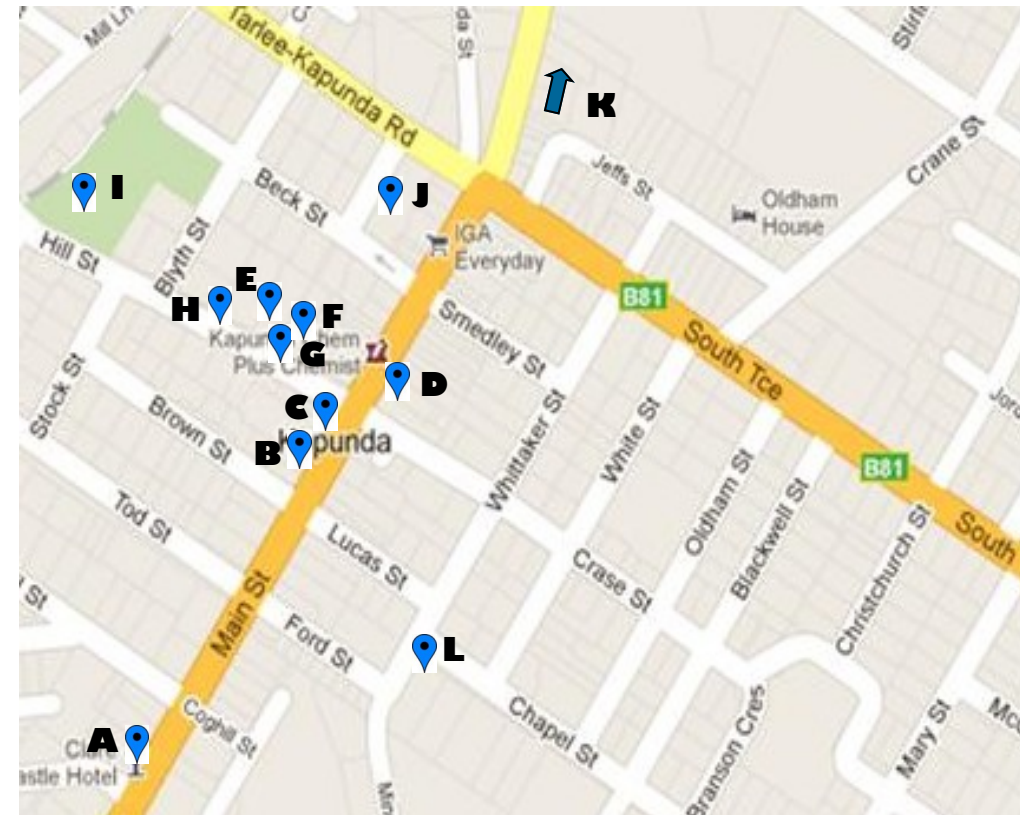 Mill Ln
Tarlee-Kapunda Rd
da St
K
Jeffs St
Crane St
Oldham
House
I
Beck St
J
Hill St
Blyth St
IGA
Everyday
E
H
F
B81
Smedley St
G
Plus Chemist
South Tce
D
C
Stock St
Brown St
Kapunda
B
Whittaker St
White St
B81
Tod St
Oldham St
Blackwell St
Christchurch St
South
Lucas St
Crase St
St
Main St
Ford St
L
Chapel St
Coghill St
Branson Cres
Mary St
A
astle Hotel